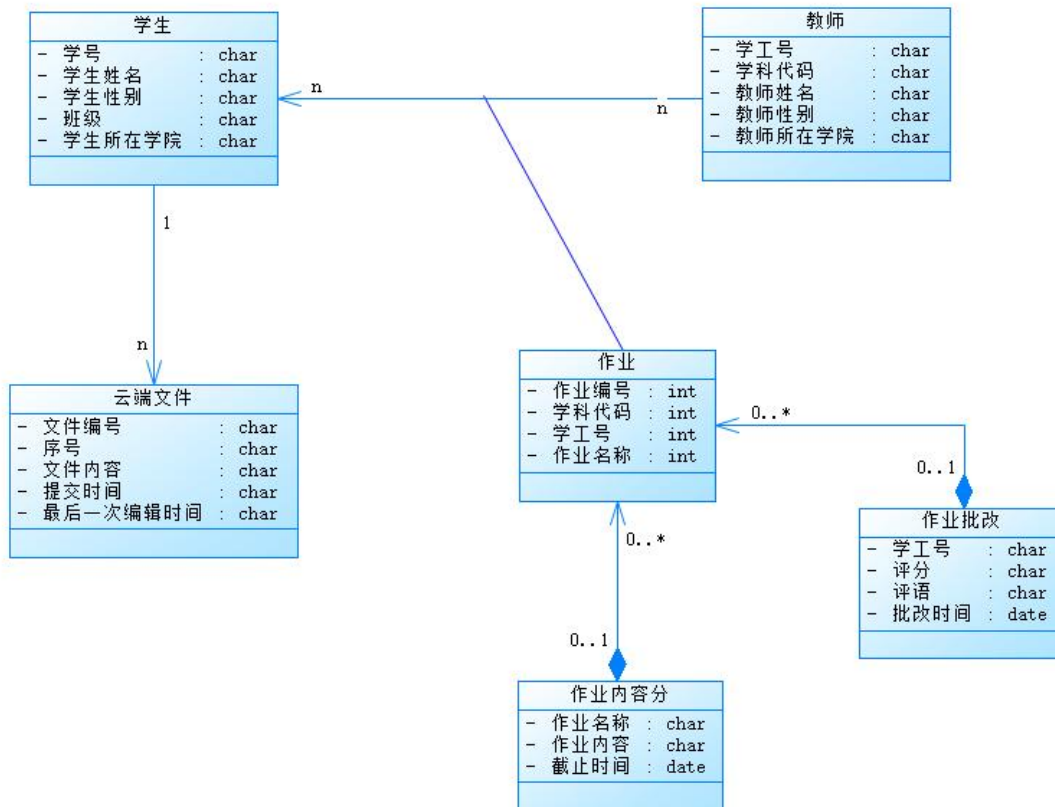 学生
- 学号 : char
- 学生姓名 : char
- 学生性别 : char
- 班级 : char
- 学生所在学院 : char
教师
- 学工号 : char
- 学科代码 : char
- 教师姓名 : char
- 教师性别 : char
- 教师所在学院 : char
n
n
1
n
云端文件
- 文件编号 : char
- 序号 : char
- 文件内容 : char
- 提交时间 : char
- 最后一次编辑时间 : char
作业
- 作业编号 : int
- 学科代码 : int
- 学工号 : int
- 作业名称 : int
0..*
0..1
作业批改
- 学工号 : char
- 评分 : char
- 评语 : char
- 批改时间 : date
0..*
0..1
作业内容分
- 作业名称 : char
- 作业内容 : char
- 截止时间 : date